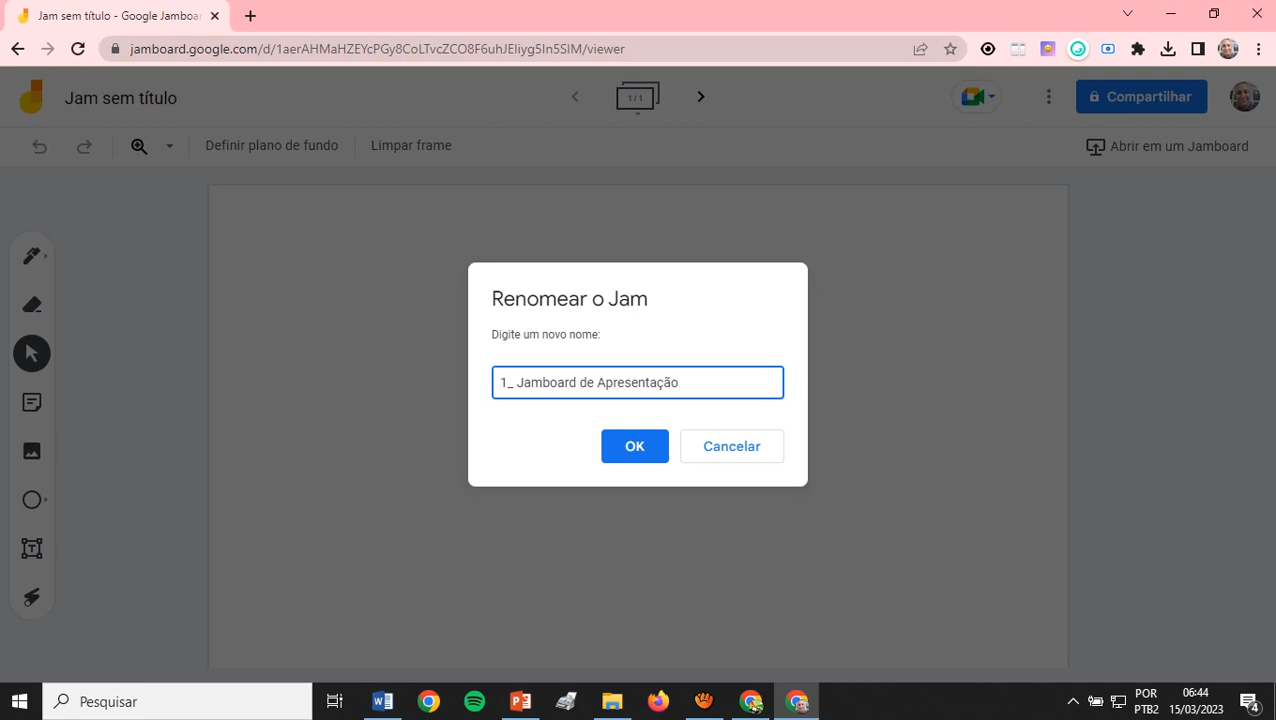 Jam sem título - Google Jamboar
jamboard.google.com/d/1aerAHMaHZEYcPGy8CoLTvcZCO8F6uhJEIiyg5In5SIM/viewer
Jam sem título
1 / 1
Compartilhar
Definir plano de fundo
Limpar frame
Abrir em um Jamboard
Renomear o Jam
Digite um novo nome:
1_ Jamboard de Apresentação
OK
Cancelar
Pesquisar
POR
PTB2
06:44
15/03/2023
4